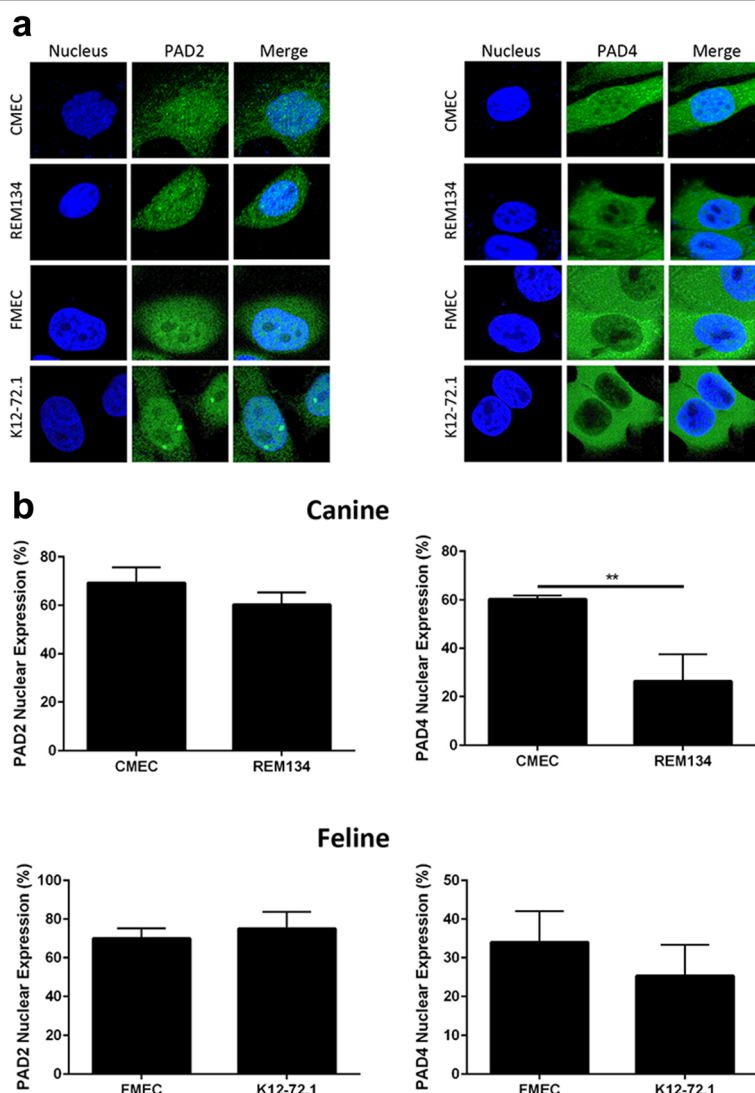 a
Nucleus PAD2 Merge
CMEC
REM134
FMEC
K12-72.1
Nucleus PAD4 Merge
CMEC
REM134
FMEC
K12-72.1
b
Canine
PAD2 Nuclear Expression (%)
80
60
40
20
0
CMEC REM134
PAD4 Nuclear Expression (%)
80
60
40
20
0
**
CMEC REM134
Feline
PAD2 Nuclear Expression (%)
100
80
60
40
20
0
FMEC K12-72.1
PAD4 Nuclear Expression (%)
50
40
30
20
10
0
FMEC K12-72.1